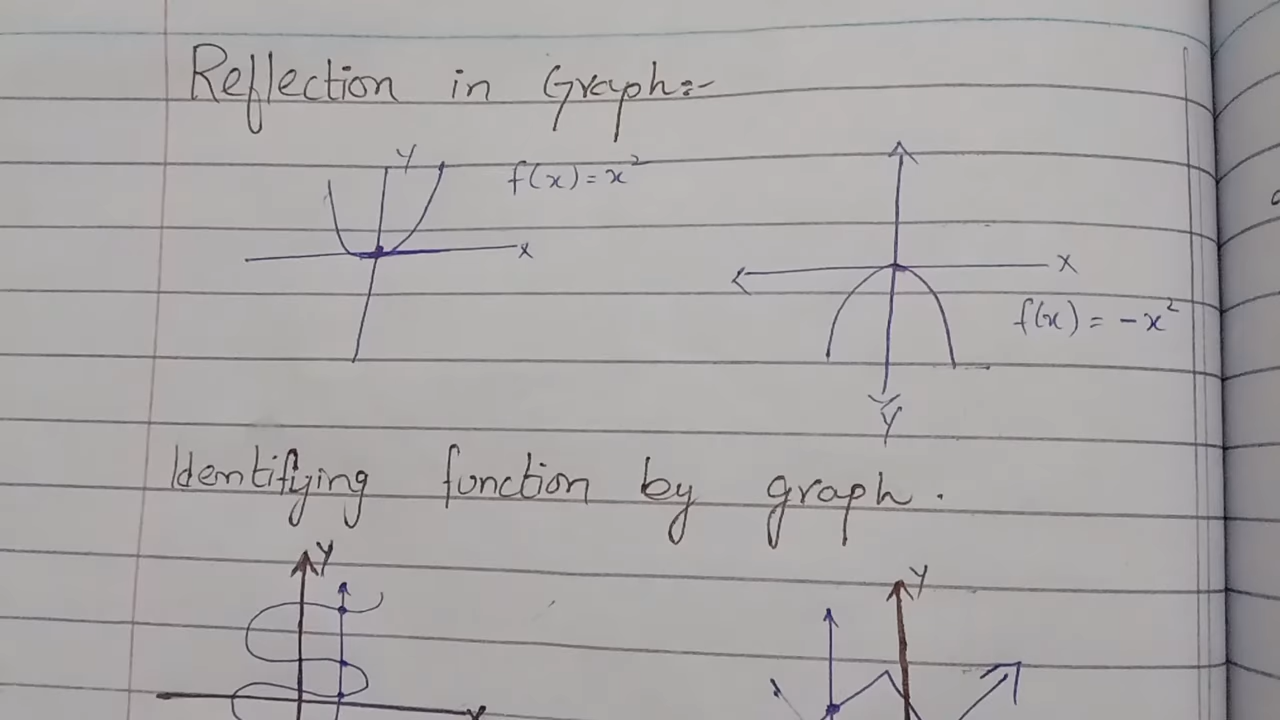 Reflection in Graph:-
Y
f(x) = x²
x
x
f(x) = -x²
Y
Identifying function by graph.
Y
Y
x